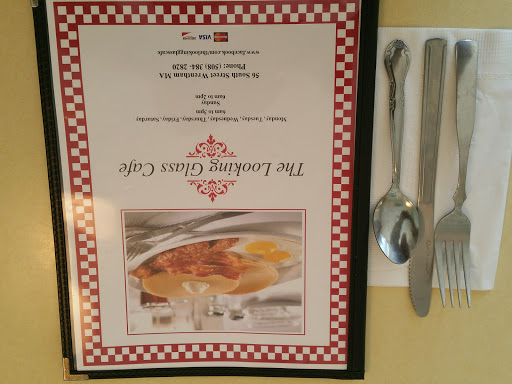 The Looking Glass Cafe
Monday, Tuesday, Wednesday, Thursday, Friday, Saturday
6am to 3pm
Sunday
6am to 2pm
56 South Street Wrentham MA
Phone: (508) 384- 2820
www.facebook.com/thelookingglasscafe
VISA